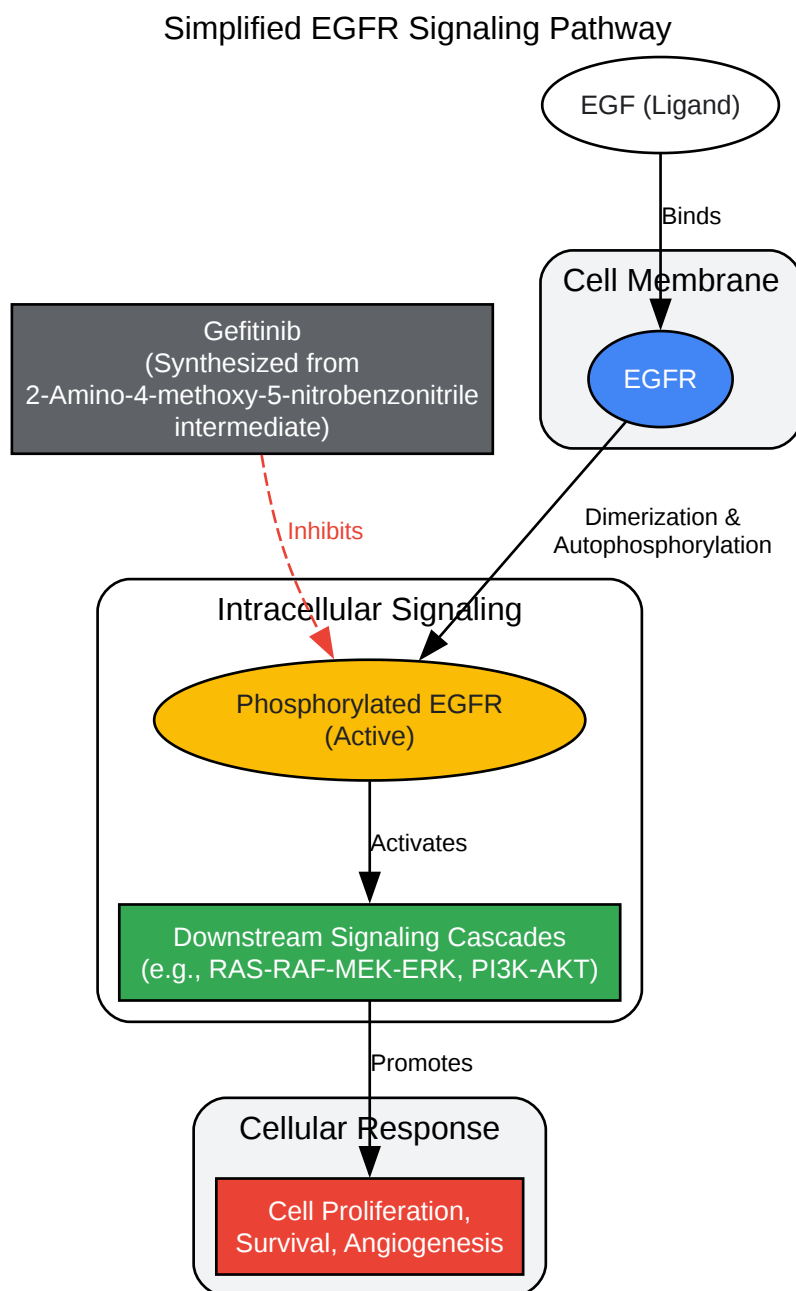 Simplified EGFR Signaling Pathway
EGF (Ligand)
Binds
Cell Membrane
EGFR
Gefitinib
(Synthesized from
2-Amino-4-methoxy-5-nitrobenzonitrile
intermediate)
Inhibits
Dimerization &
Autophosphorylation
Intracellular Signaling
Phosphorylated EGFR
(Active)
Activates
Downstream Signaling Cascades
(e.g., RAS-RAF-MEK-ERK, PI3K-AKT)
Promotes
Cellular Response
Cell Proliferation,
Survival, Angiogenesis